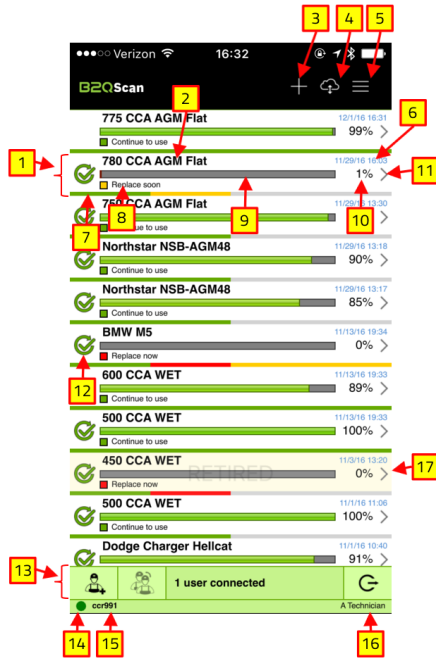 3 4 5
Verizon 16:32
B2QScan
2
775 CCA AGM Flat 12/1/16 16:31
99%
Continue to use
6
1
780 CCA AGM Flat 11/29/16 16:03
1%
11
Replace soon
7 8 9 10
750 CCA AGM Flat 11/29/16 13:30
Continue to use
Northstar NSB-AGM48 11/29/16 13:18
90%
Continue to use
Northstar NSB-AGM48 11/29/16 13:17
85%
Continue to use
BMW M5 11/13/16 19:34
0%
Replace now
12
600 CCA WET 11/13/16 19:33
89%
Continue to use
500 CCA WET 11/13/16 19:33
100%
Continue to use
450 CCA WET 11/3/16 13:20
RETIRED 0%
17
Replace now
500 CCA WET 11/1/16 11:06
100%
Continue to use
Dodge Charger Hellcat 11/1/16 10:40
91%
13
1 user connected
ccr991 A Technician
14 15 16